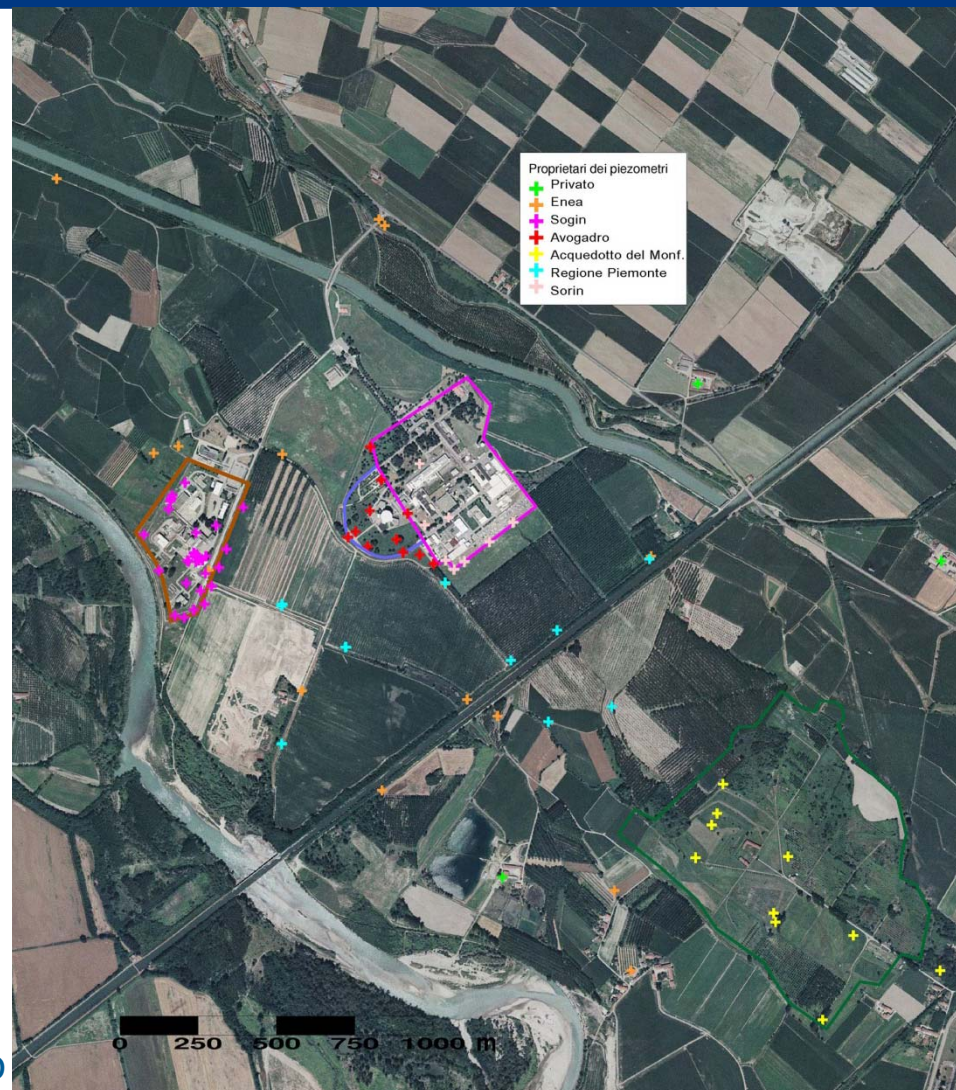 Proprietari dei piezometri
Privato
Enea
Sogin
Avogadro
Acquedotto del Monf.
Regione Piemonte
Sorin
0 250 500 750 1000 m